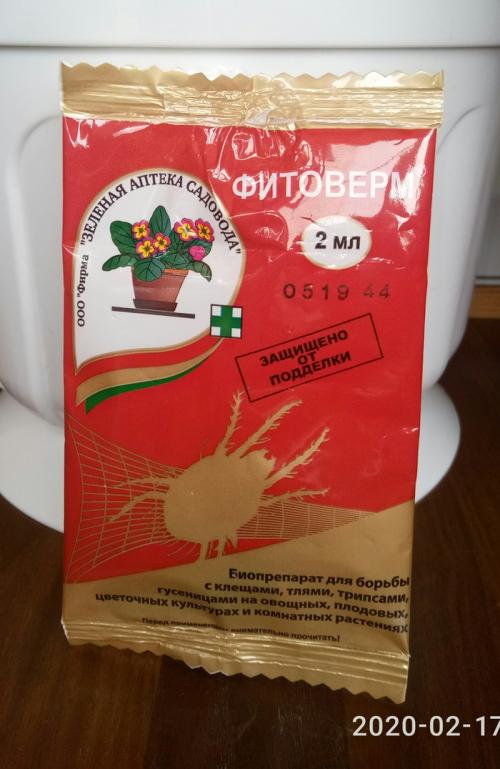 ФИТОВЕРМ®
ООО "Фирма "ЗЕЛЕНАЯ АПТЕКА САДОВОДА"
2 мл
0519 44
ЗАЩИЩЕНО
ОТ
ПОДДЕЛКИ
Биопрепарат для борьбы
с клещами, тлями, трипсами,
гусеницами на овощных, плодовых,
цветочных культурах и комнатных растениях
Перед применением внимательно прочитать!
2020-02-17